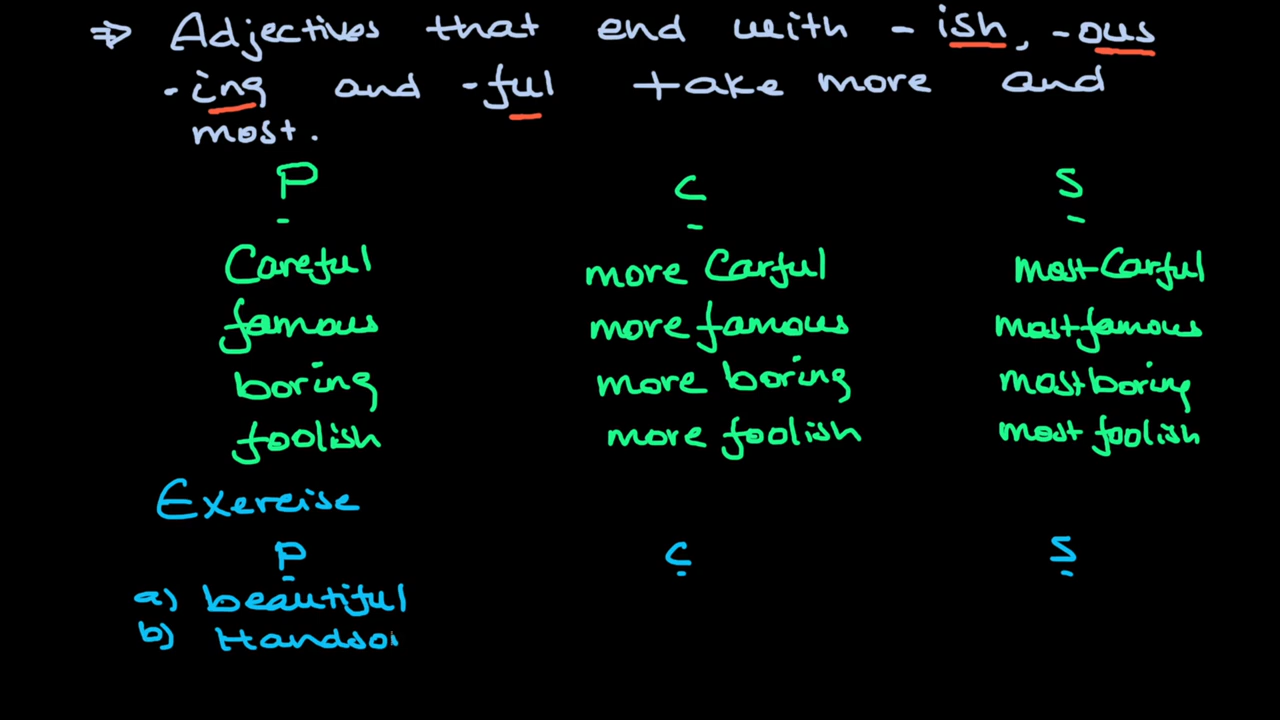 ⇒ Adjectives that end with - ish, -ous
-ing and -ful take more and
most.
P C S
Careful more Carful most Carful
famous more famous most famous
boring more boring most boring
foolish more foolish most foolish
Exercise
P C S
a) beautiful
b) Handso